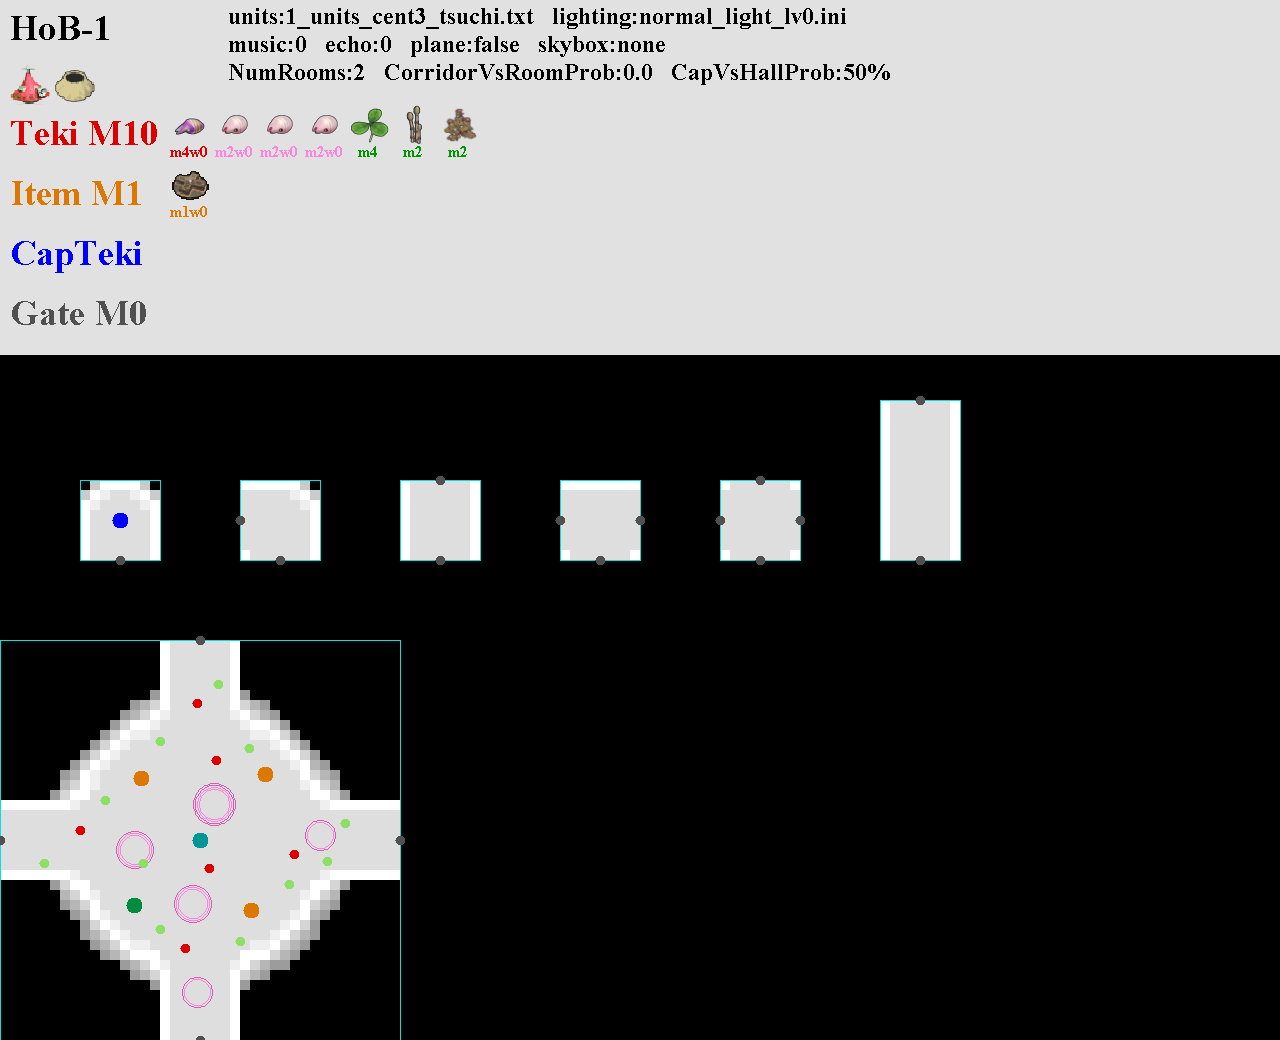 HoB-1
units:1_units_cent3_tsuchi.txt lighting:normal_light_lv0.ini
music:0 echo:0 plane:false skybox:none
NumRooms:2 CorridorVsRoomProb:0.0 CapVsHallProb:50%
Teki M10
m4w0 m2w0 m2w0 m2w0 m4 m2 m2
Item M1
m1w0
CapTeki
Gate M0